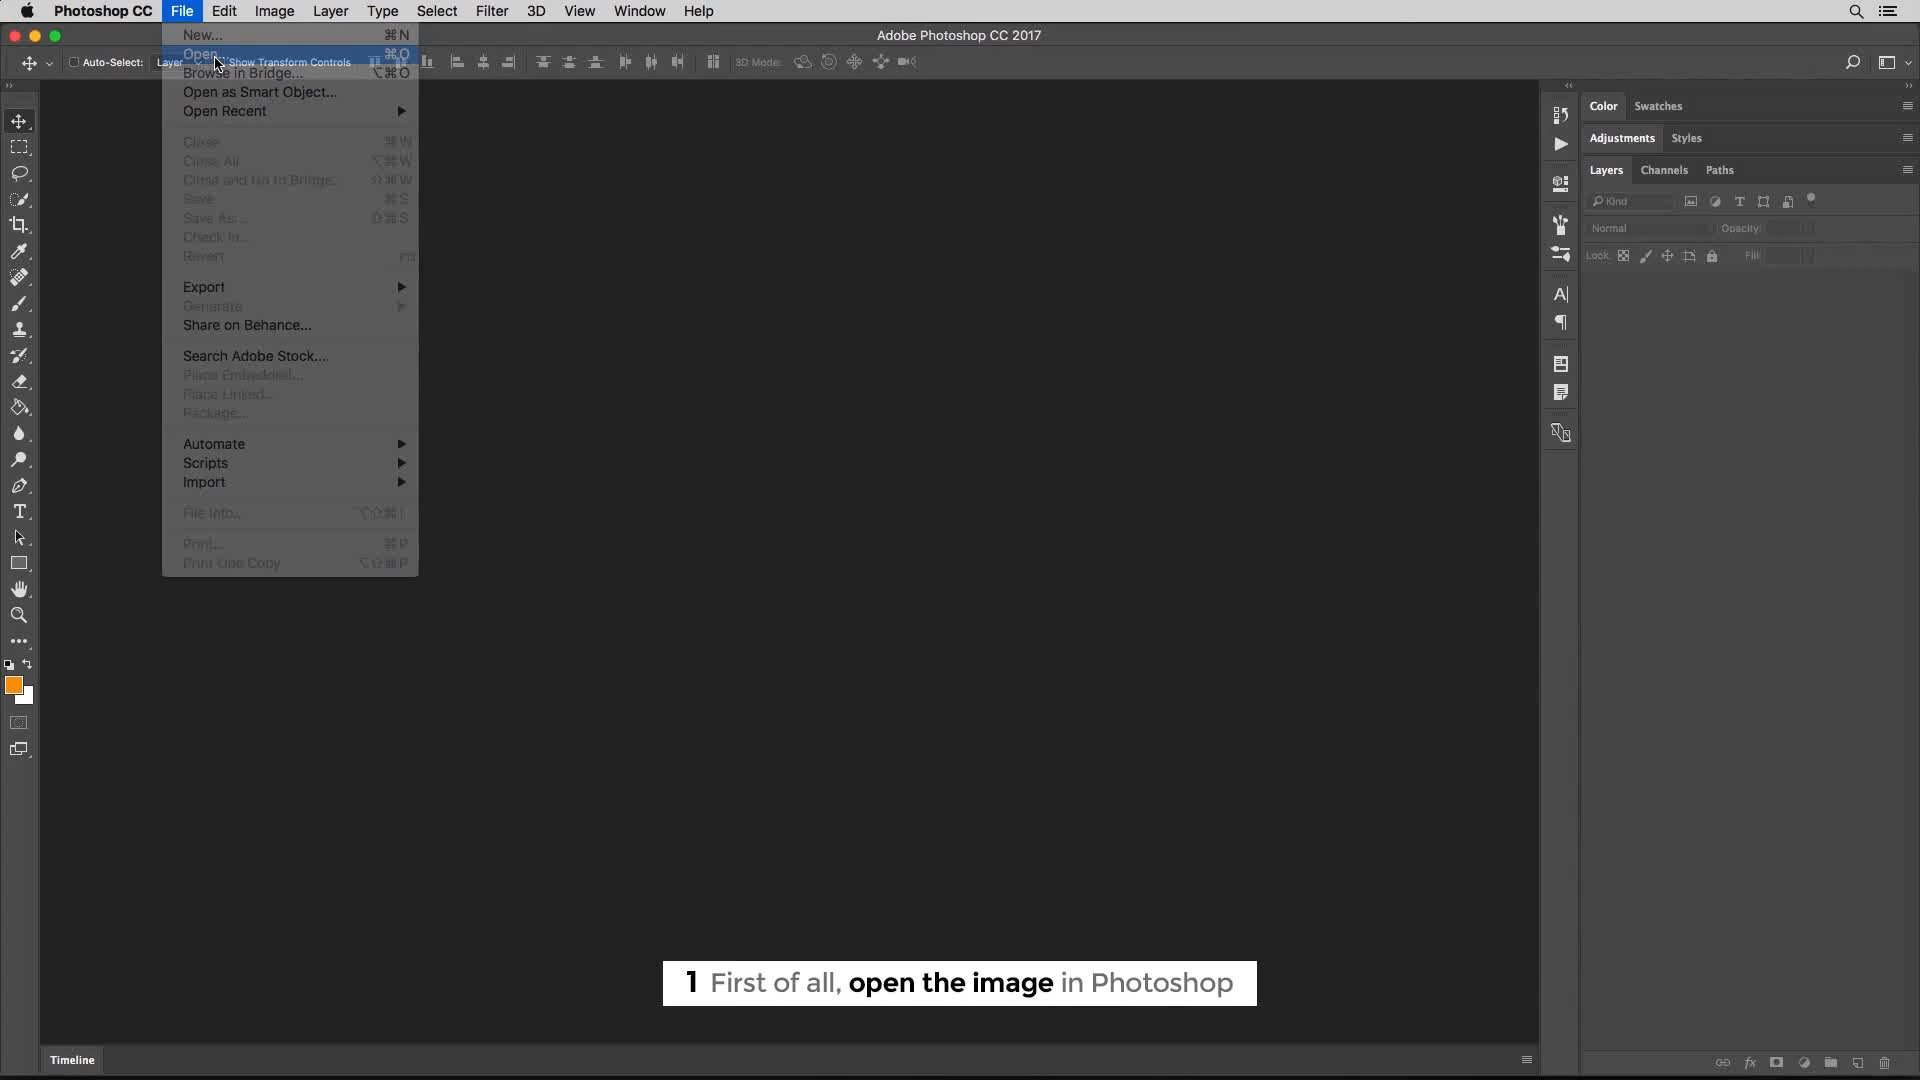 Photoshop CC File Edit Image Layer Type Select Filter 3D View Window Help
Adobe Photoshop CC 2017
Auto-Select: Layer Show Transform Controls 3D Mode:
New... ⌘N
Open... ⌘O
Browse in Bridge... ⌥⌘O
Open as Smart Object...
Open Recent
Close ⌘W
Close All ⌥⌘W
Close and Go to Bridge... ⇧⌘W
Save ⌘S
Save As... ⇧⌘S
Check In...
Revert F12
Export
Generate
Share on Behance...
Search Adobe Stock...
Place Embedded...
Place Linked...
Package...
Automate
Scripts
Import
File Info... ⌥⇧⌘I
Print... ⌘P
Print One Copy ⌥⇧⌘P
Color Swatches
Adjustments Styles
Layers Channels Paths
Kind
Normal Opacity:
Lock: Fill:
1 First of all, open the image in Photoshop
Timeline